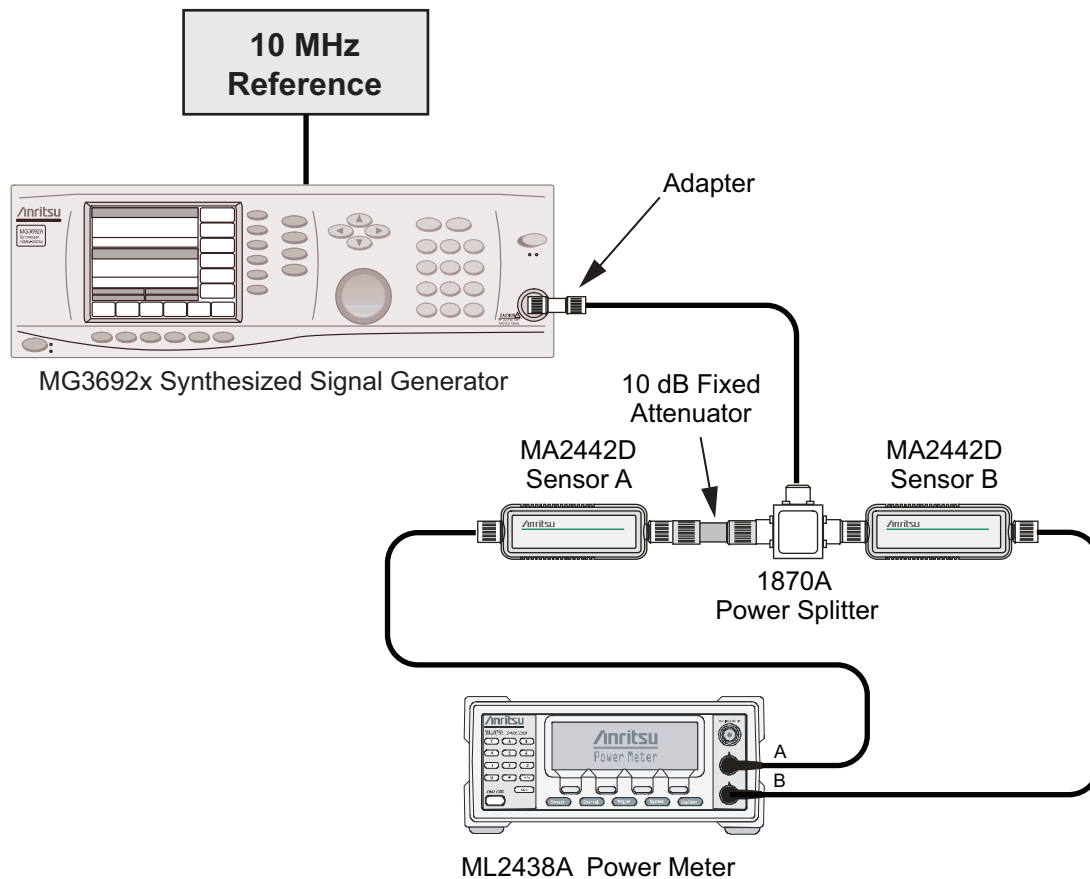 10 MHz
Reference
Adapter
Anritsu
MG3692A
MG3692x Synthesized Signal Generator
10 dB Fixed
Attenuator
MA2442D
Sensor A
MA2442D
Sensor B
Anritsu
Anritsu
1870A
Power Splitter
Anritsu
Anritsu
Power Meter
A
B
ML2438A Power Meter